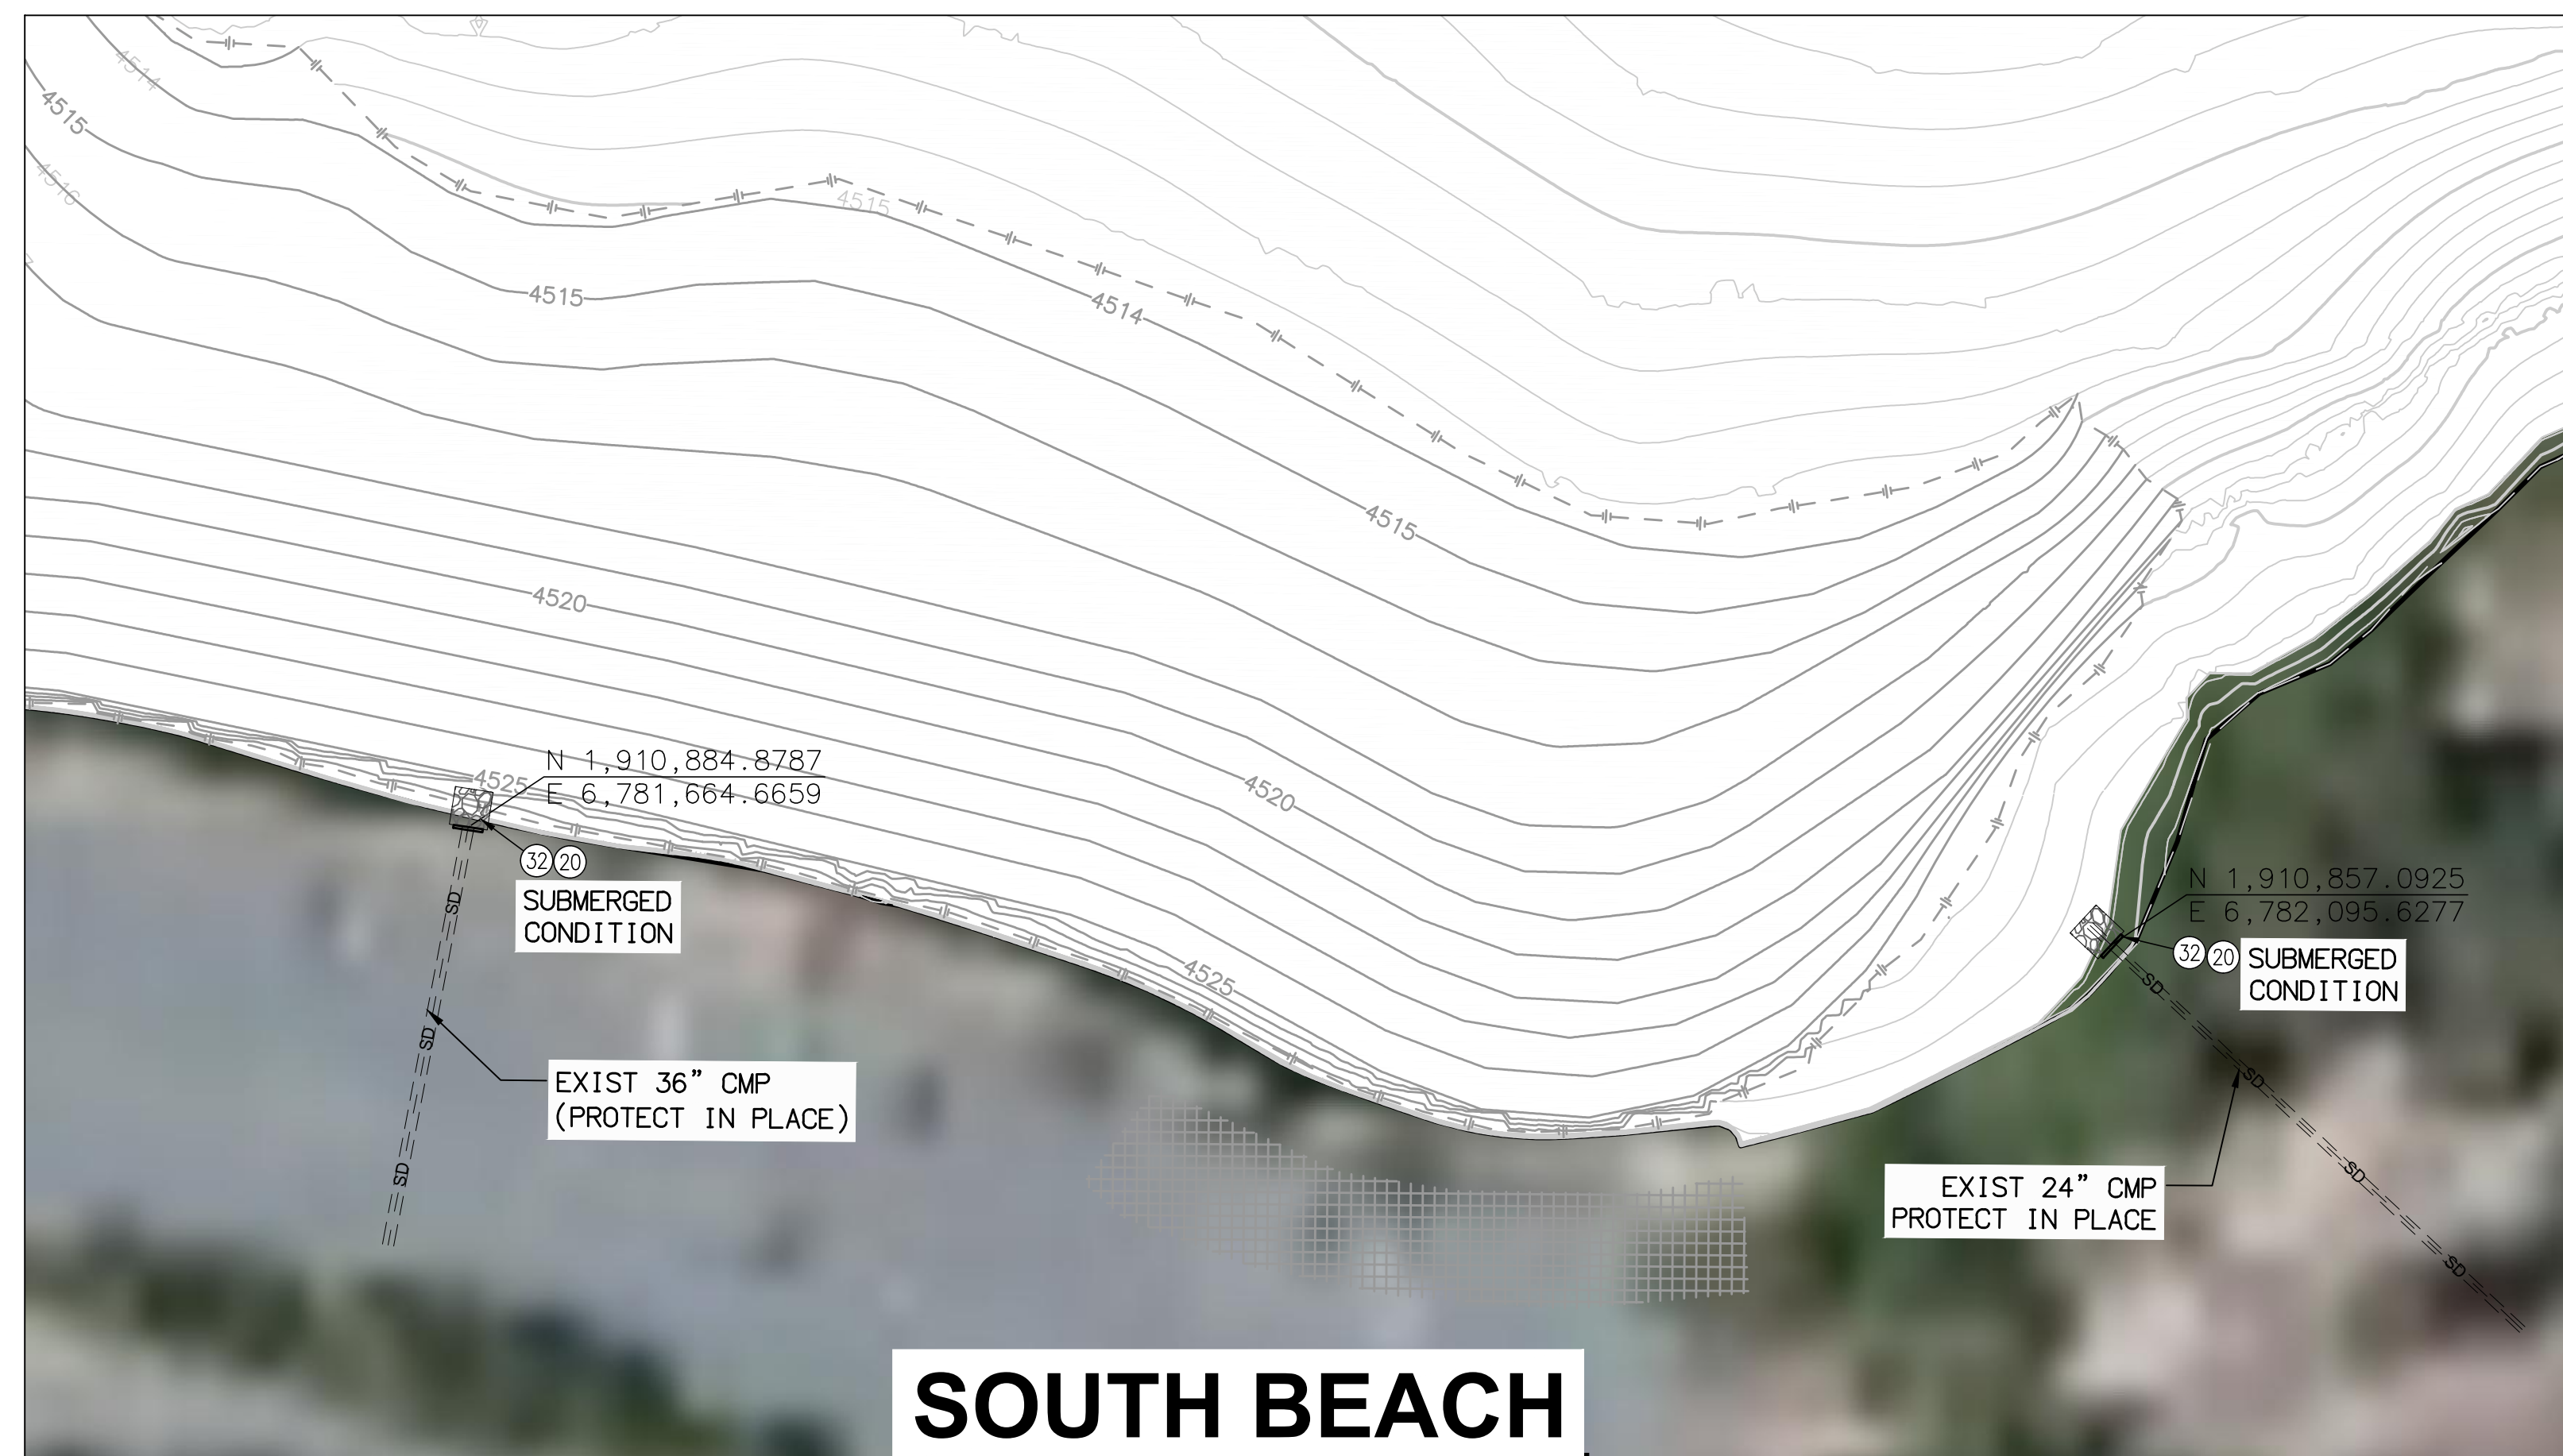 4514
4515
4516
4515
4515
4514
4515
4520
N 1,910,884.8787
E 6,781,664.6659
4525
4520
32 20
SUBMERGED
CONDITION
N 1,910,857.0925
E 6,782,095.6277
32 20
SUBMERGED
CONDITION
SD
SD
SD
4525
EXIST 36” CMP
(PROTECT IN PLACE)
SD
SD
SD
SD
EXIST 24” CMP
PROTECT IN PLACE
SOUTH BEACH